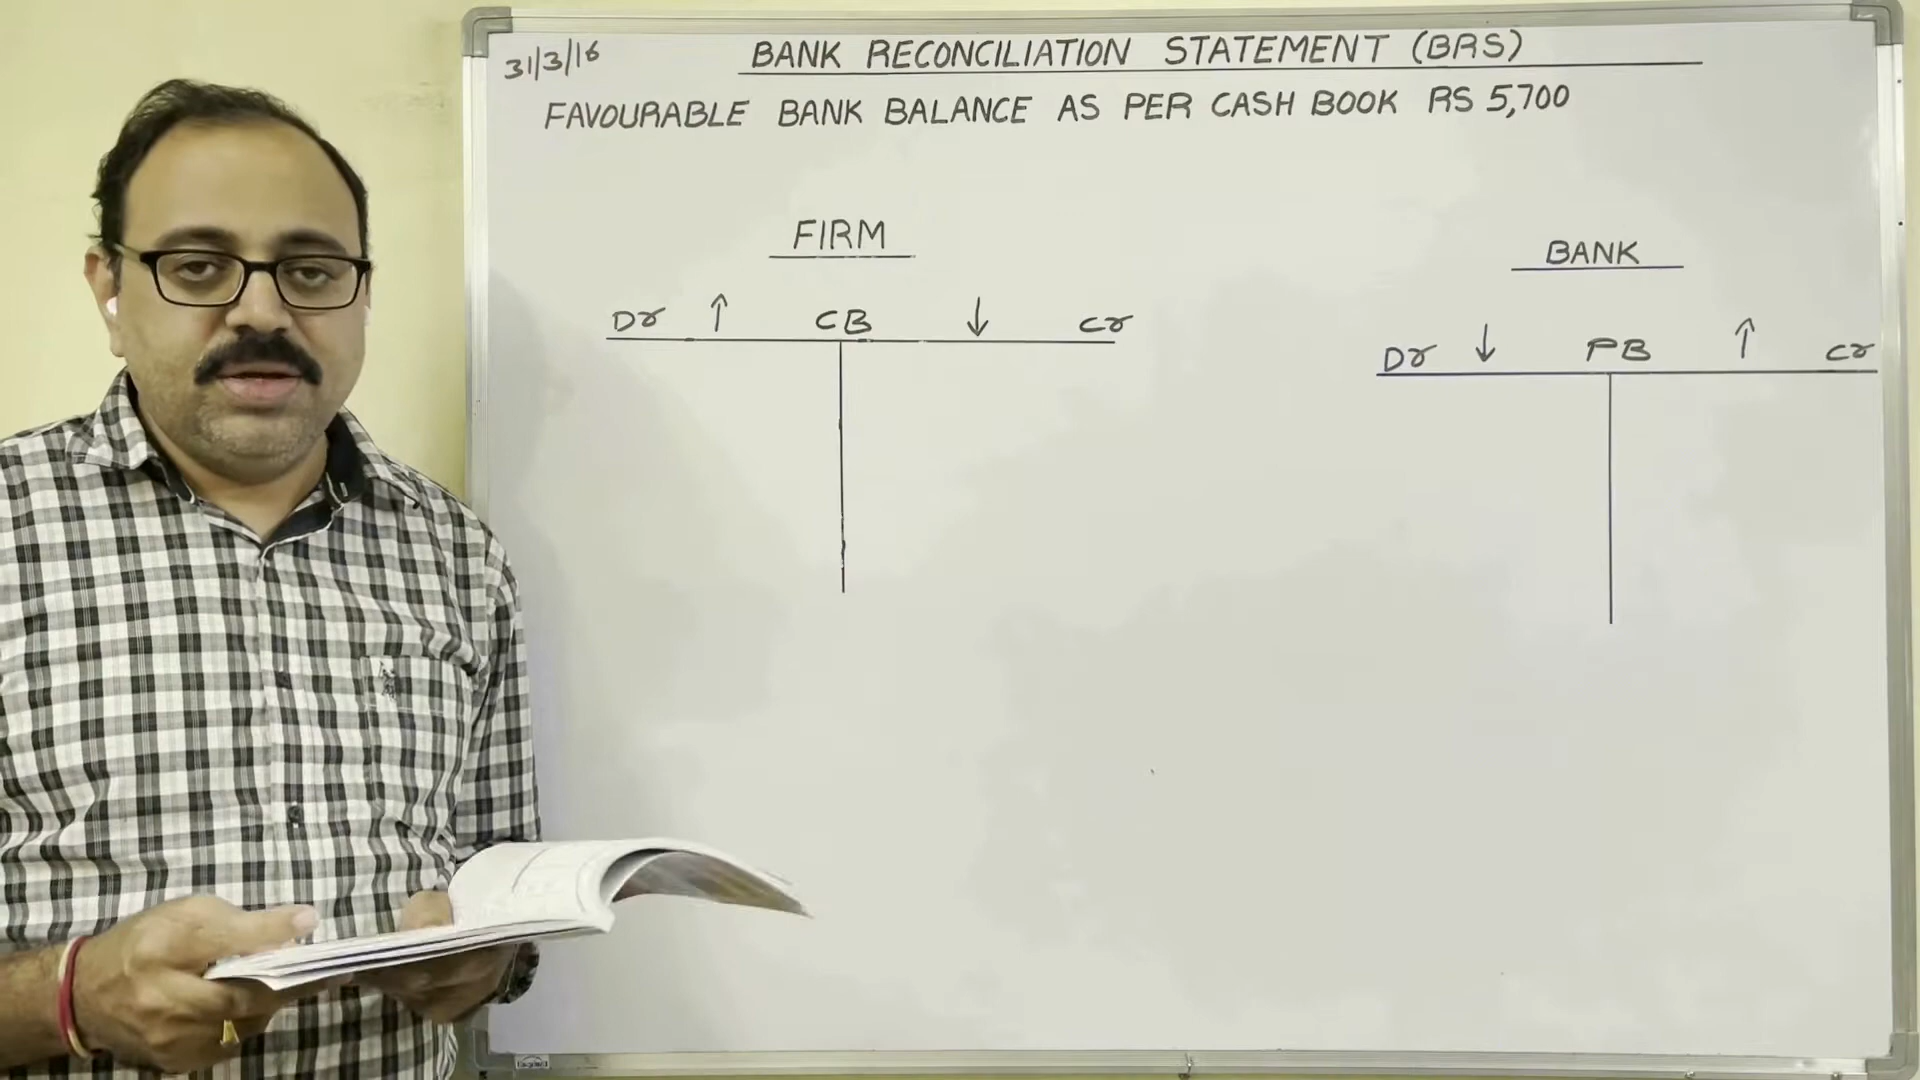 31/3/16 BANK RECONCILIATION STATEMENT (BRS)
FAVOURABLE BANK BALANCE AS PER CASH BOOK RS 5,700
FIRM
Dr ↑ CB ↓ Cr
BANK
Dr ↓ PB ↑ Cr